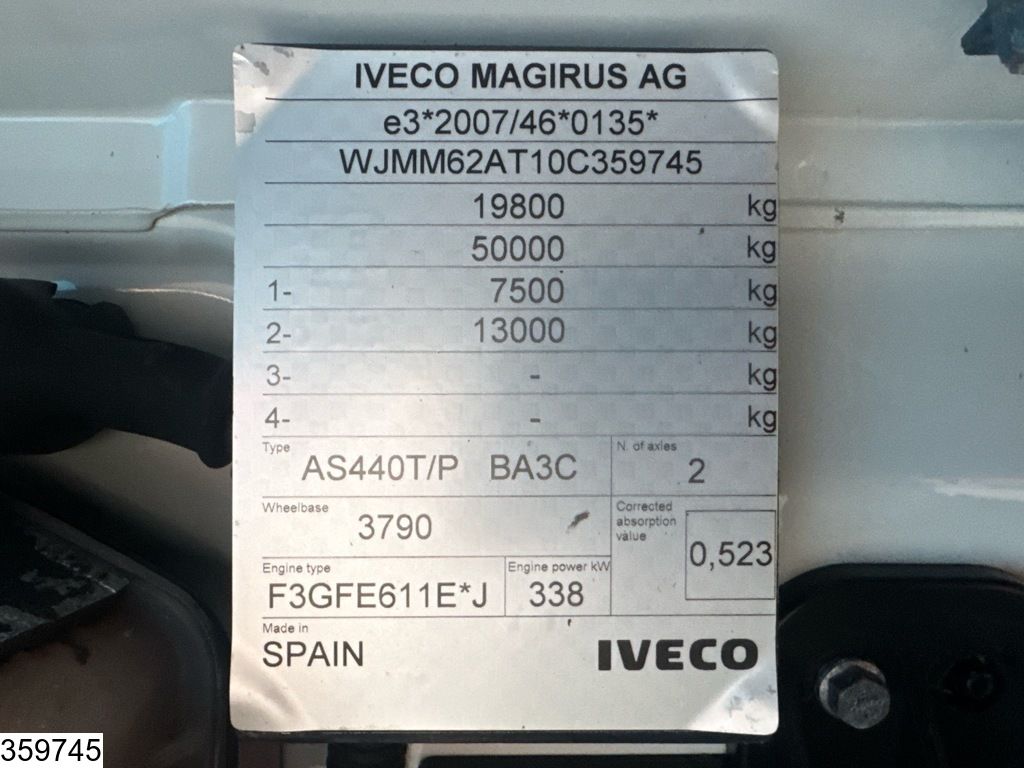 IVECO MAGIRUS AG
e3*2007/46*0135*
WJMM62AT10C359745
19800 kg
50000 kg
1- 7500 kg
2- 13000 kg
3- - kg
4- - kg
Type AS440T/P BA3C N. of axles 2
Wheelbase 3790 Corrected absorption value 0,523
Engine type F3GFE611E*J Engine power kW 338
Made in
SPAIN IVECO
359745